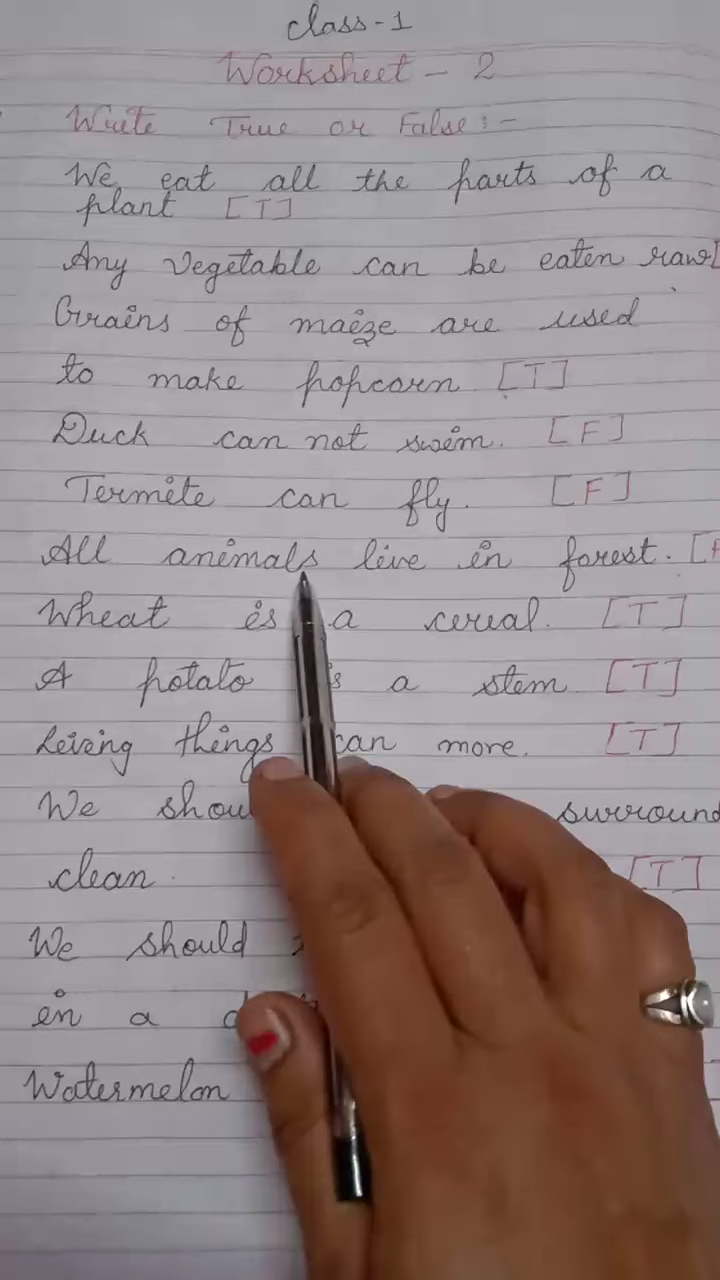 class-1
Worksheet - 2
Write True or False:-
We eat all the parts of a
plant [T]
Any vegetable can be eaten raw[
Grains of maize are used
to make popcorn [T]
Duck can not swim. [F]
Termite can fly. [F]
All animals live in forest. [F
Wheat is a cereal. [T]
A potato is a stem [T]
Living things can more. [T]
We surround
clean. [T]
We should
in a
Watermelon